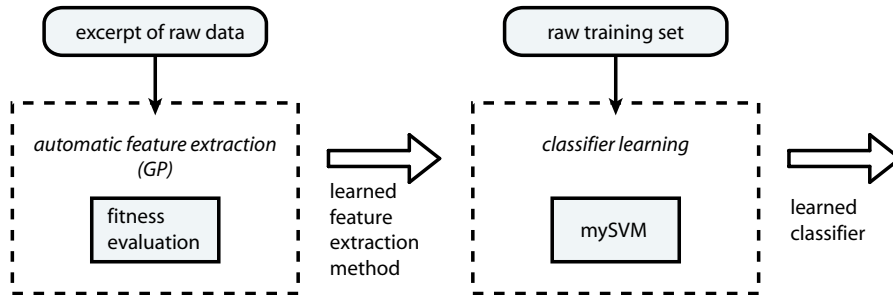 excerpt of raw data
raw training set
automatic feature extraction
(GP)
fitness
evaluation
learned
feature
extraction
method
classifier learning
mySVM
learned
classifier